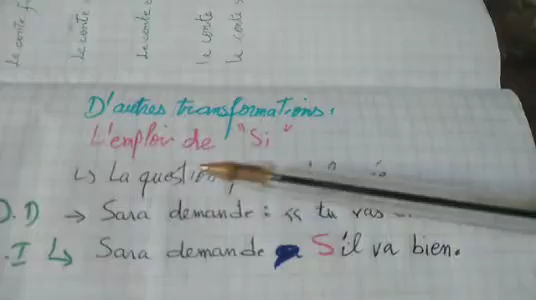 Le conte
Le conte
Le conte
le conte
le conte
D'autres transformations.
L'emploi de "Si"
↳ La question,
D.D → Sara demande : « tu vas ...
.I ↳ Sara demande S'il va bien.